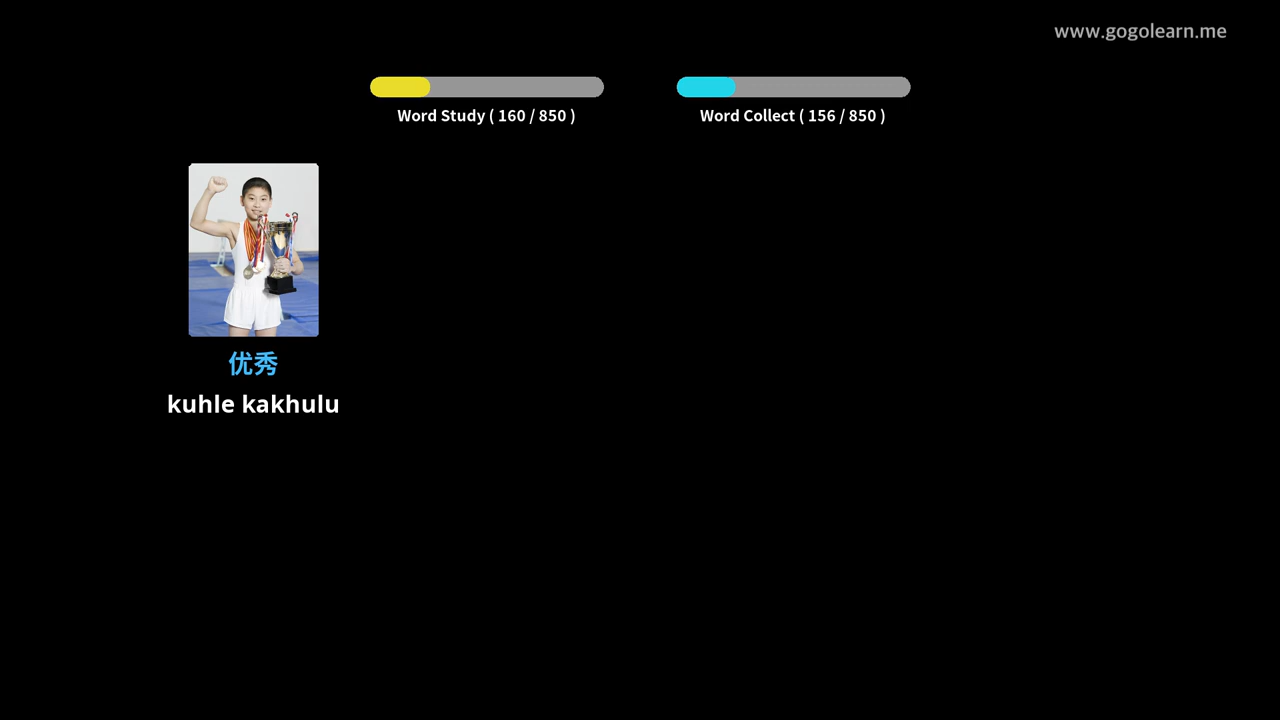 www.gogolearn.me
Word Study ( 160 / 850 )
Word Collect ( 156 / 850 )
优秀
kuhle kakhulu